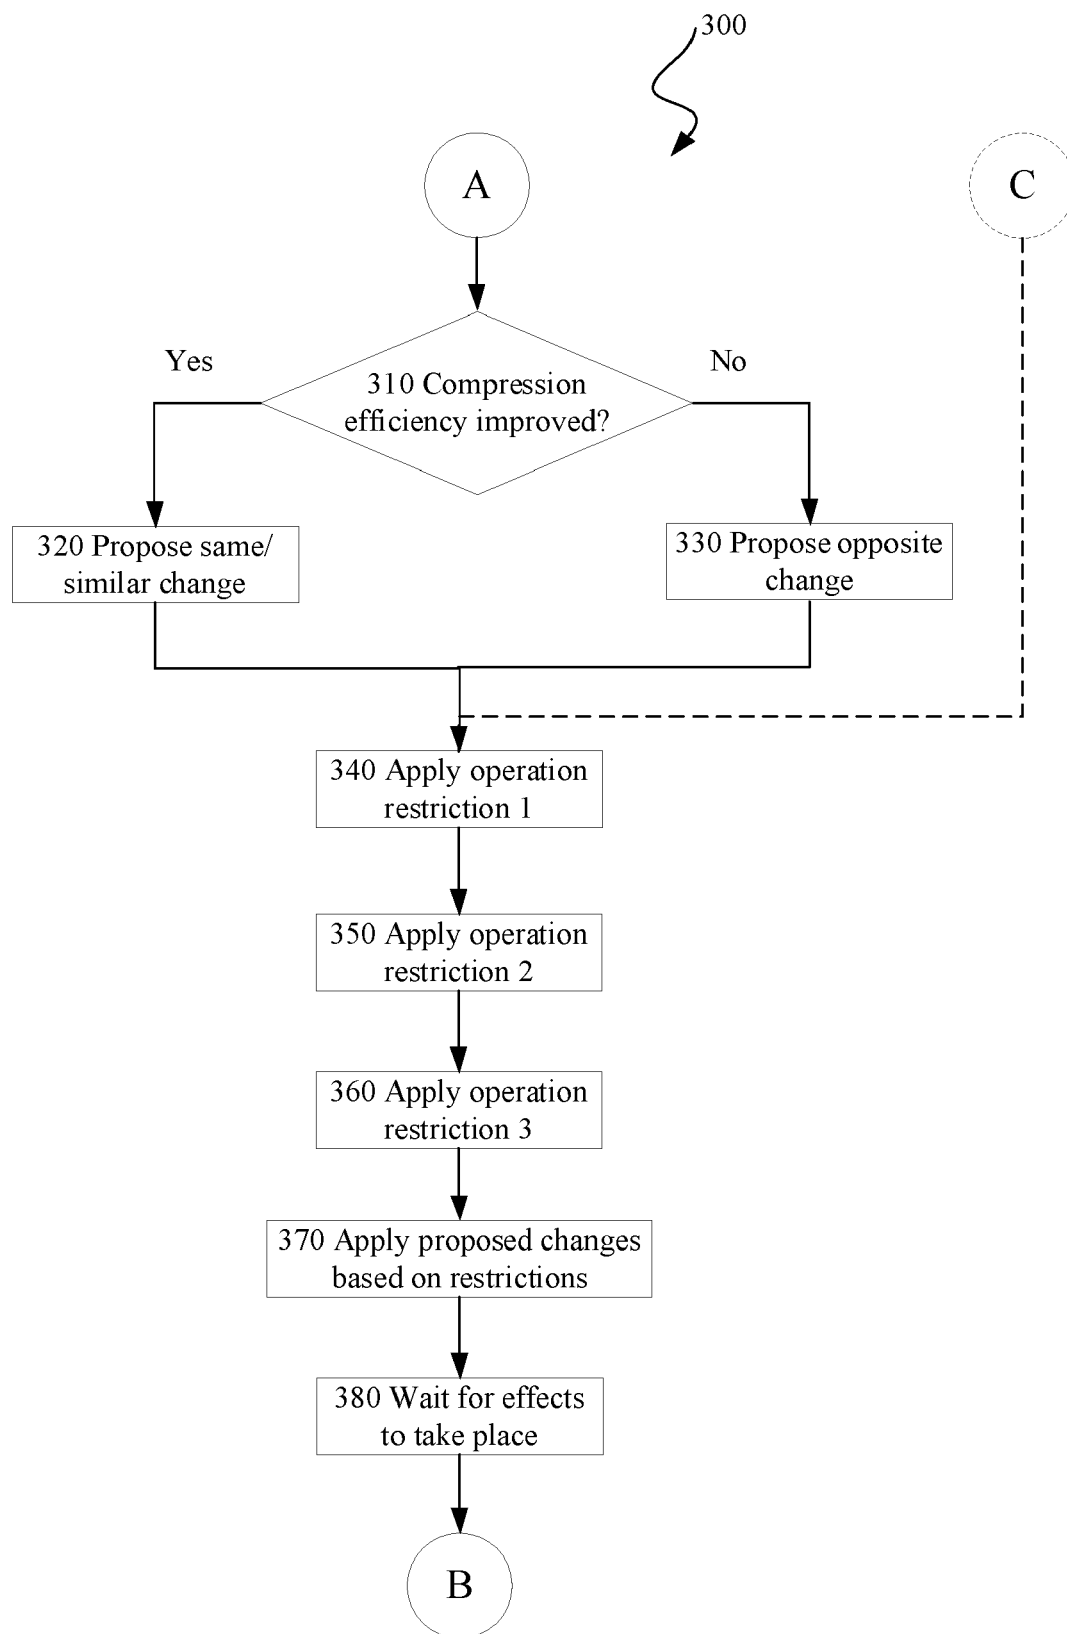 300
A
C
Yes
No
310 Compression
efficiency improved?
320 Propose same/
similar change
330 Propose opposite
change
340 Apply operation
restriction 1
350 Apply operation
restriction 2
360 Apply operation
restriction 3
370 Apply proposed changes
based on restrictions
380 Wait for effects
to take place
B